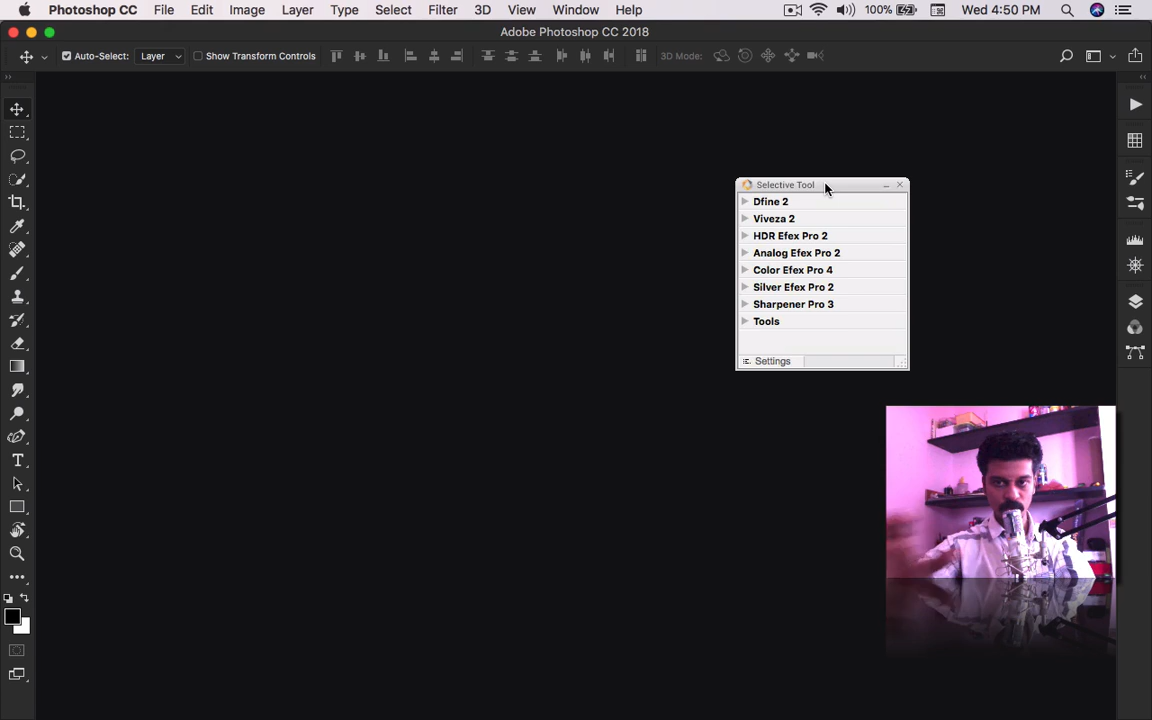 Photoshop CC File Edit Image Layer Type Select Filter 3D View Window Help 100% Wed 4:50 PM
Adobe Photoshop CC 2018
Auto-Select: Layer Show Transform Controls 3D Mode:
Selective Tool
Dfine 2
Viveza 2
HDR Efex Pro 2
Analog Efex Pro 2
Color Efex Pro 4
Silver Efex Pro 2
Sharpener Pro 3
Tools
Settings